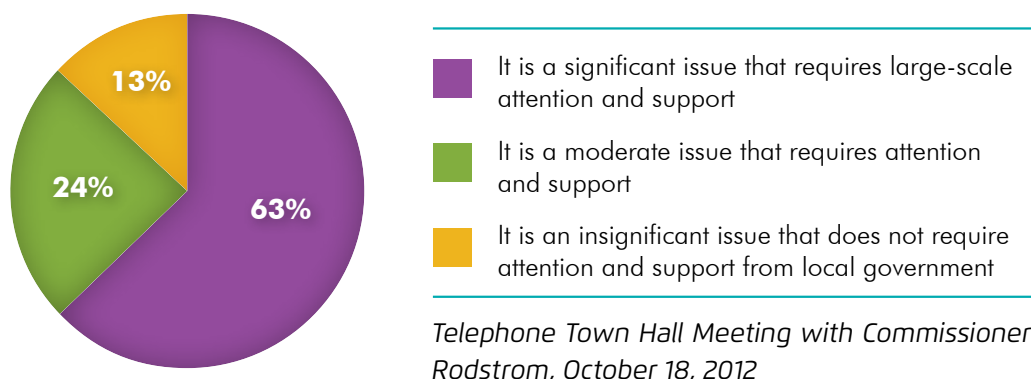 13%
24%
63%
It is a significant issue that requires large-scale
attention and support
It is a moderate issue that requires attention
and support
It is an insignificant issue that does not require
attention and support from local government
Telephone Town Hall Meeting with Commissioner
Rodstrom, October 18, 2012